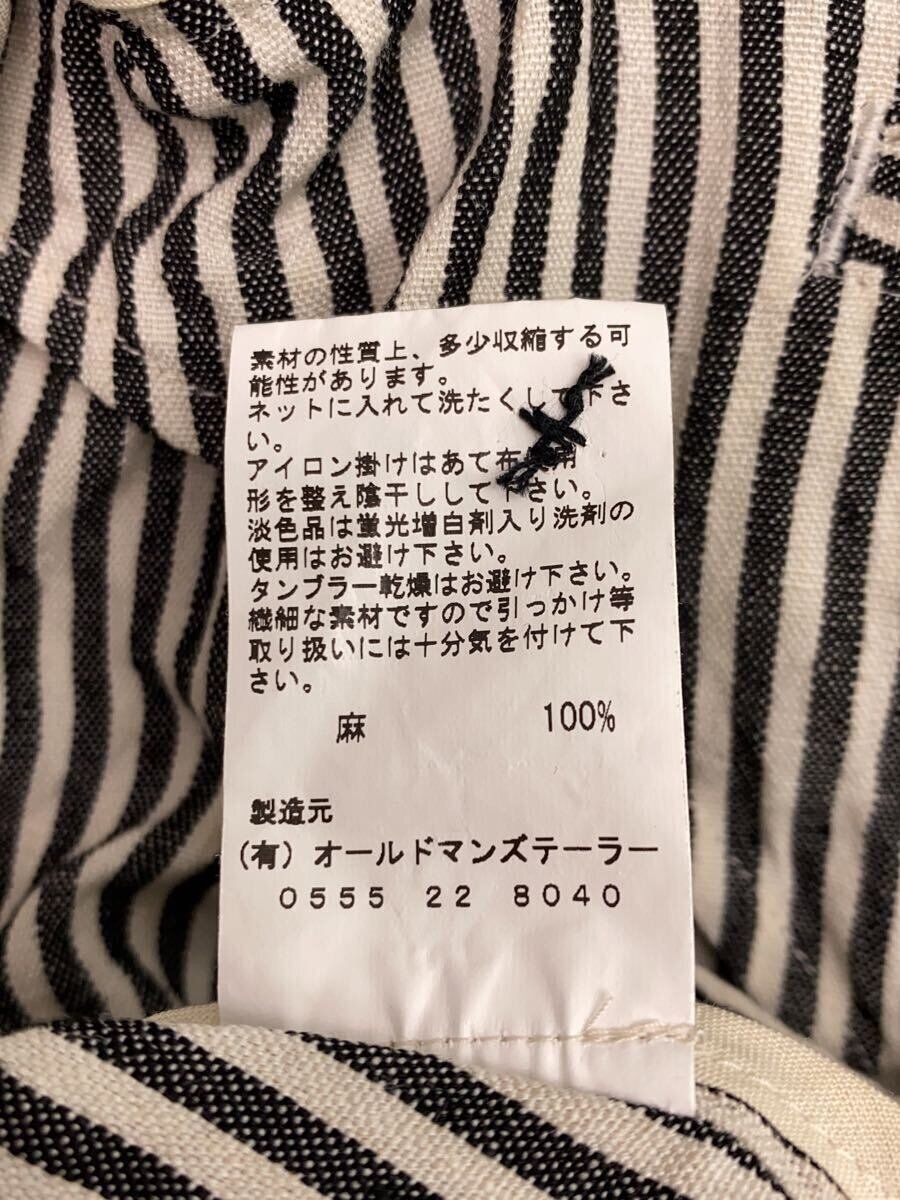 素材の性質上、多少収縮する可
能性があります。
ネットに入れて洗たくして下さ
い。
アイロン掛けはあて布使用
形を整え陰干しして下さい。
淡色品は蛍光増白剤入り洗剤の
使用はお避け下さい。
タンブラー乾燥はお避け下さい。
繊細な素材ですので引っかけ等
取り扱いには十分気を付けて下
さい。
麻 100%
製造元
(有) オールドマンズテーラー
0555 22 8040